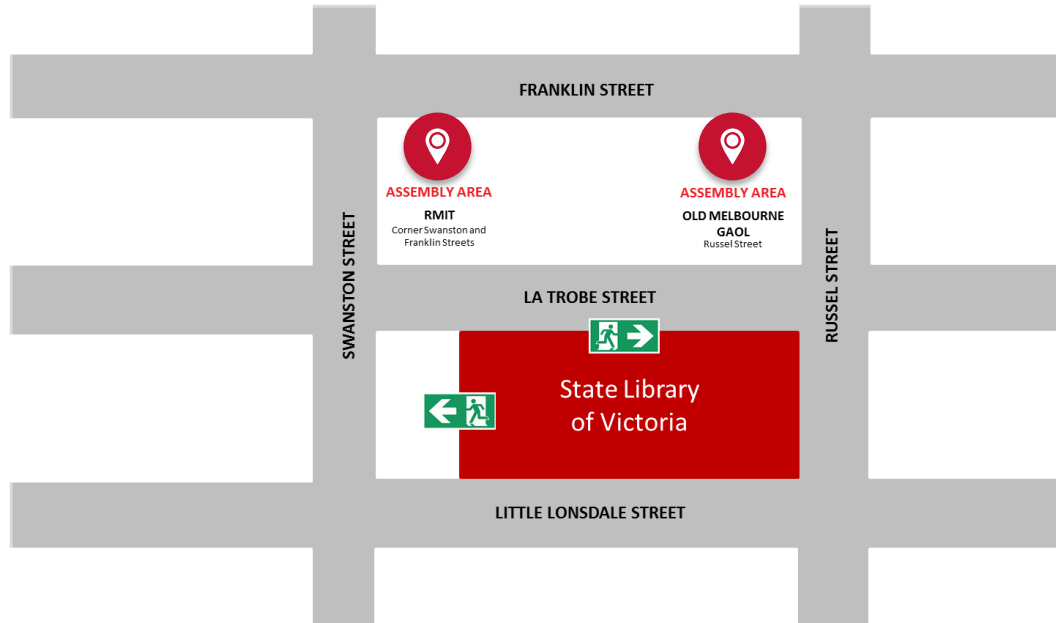 FRANKLIN STREET
ASSEMBLY AREA
RMIT
Corner Swanston and
Franklin Streets
ASSEMBLY AREA
OLD MELBOURNE
GAOL
Russel Street
SWANSTON STREET
LA TROBE STREET
RUSSEL STREET
State Library
of Victoria
LITTLE LONSDALE STREET